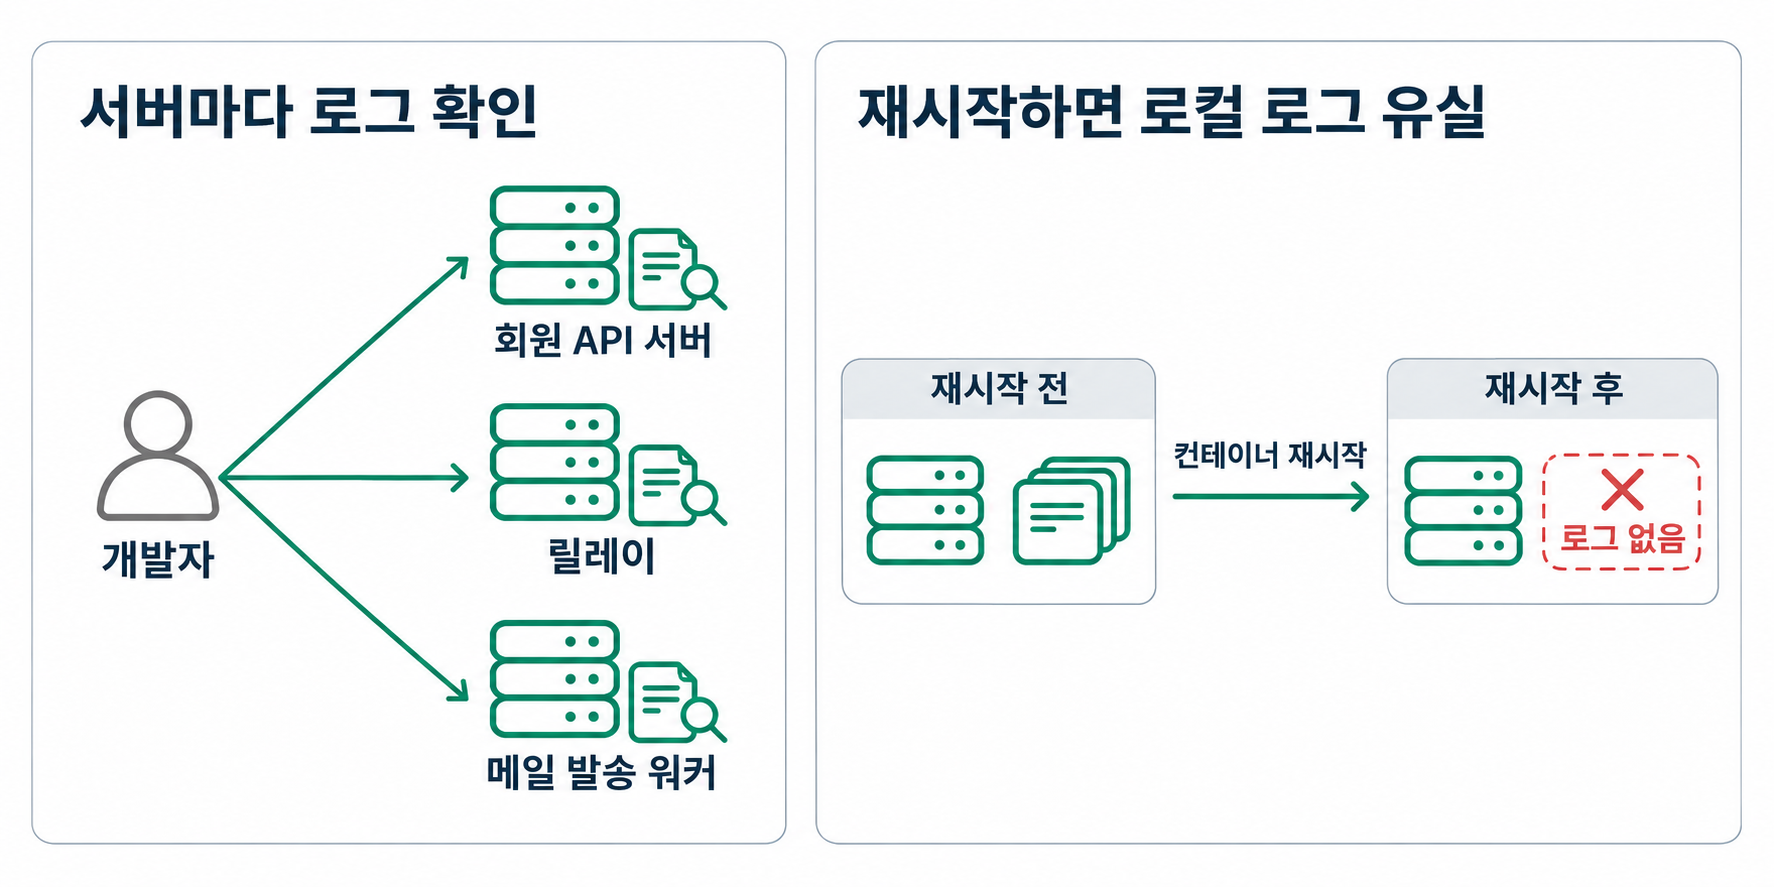 서버마다 로그 확인
회원 API 서버
개발자
릴레이
메일 발송 워커
재시작하면 로컬 로그 유실
재시작 전
컨테이너 재시작
재시작 후
로그 없음